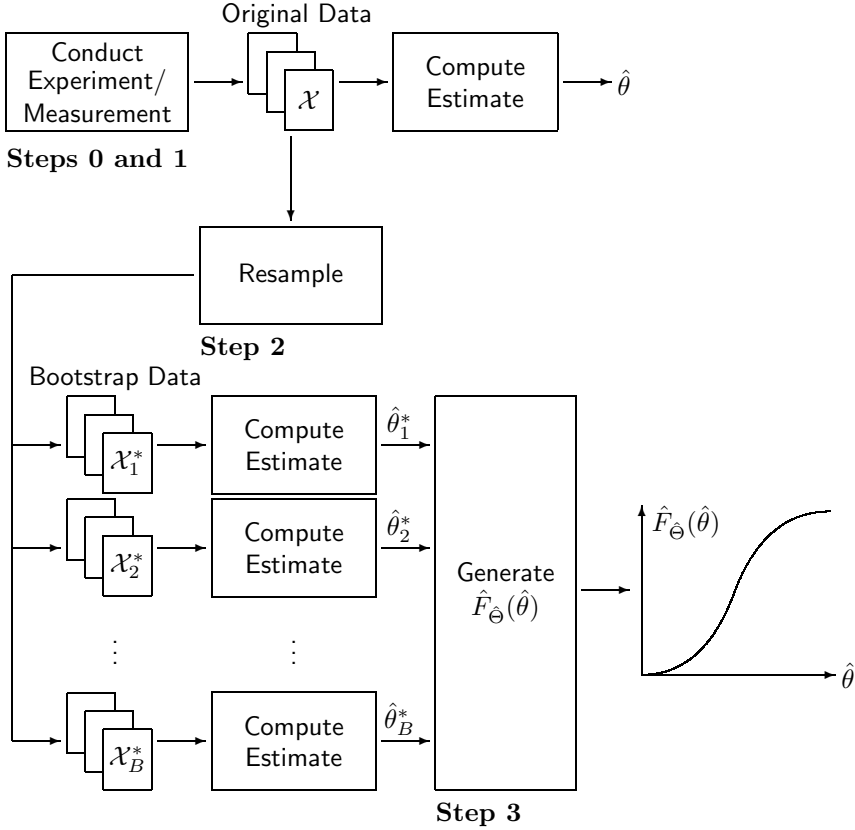 Original Data
Conduct
Experiment/
Measurement
𝒳
Compute
Estimate
θ̂
Steps 0 and 1
Resample
Step 2
Bootstrap Data
𝒳₁*
Compute
Estimate
θ̂₁*
𝒳₂*
Compute
Estimate
θ̂₂*
⋮
⋮
𝒳_B*
Compute
Estimate
θ̂_B*
Generate
F̂_Θ̂(θ̂)
Step 3
F̂_Θ̂(θ̂)
θ̂